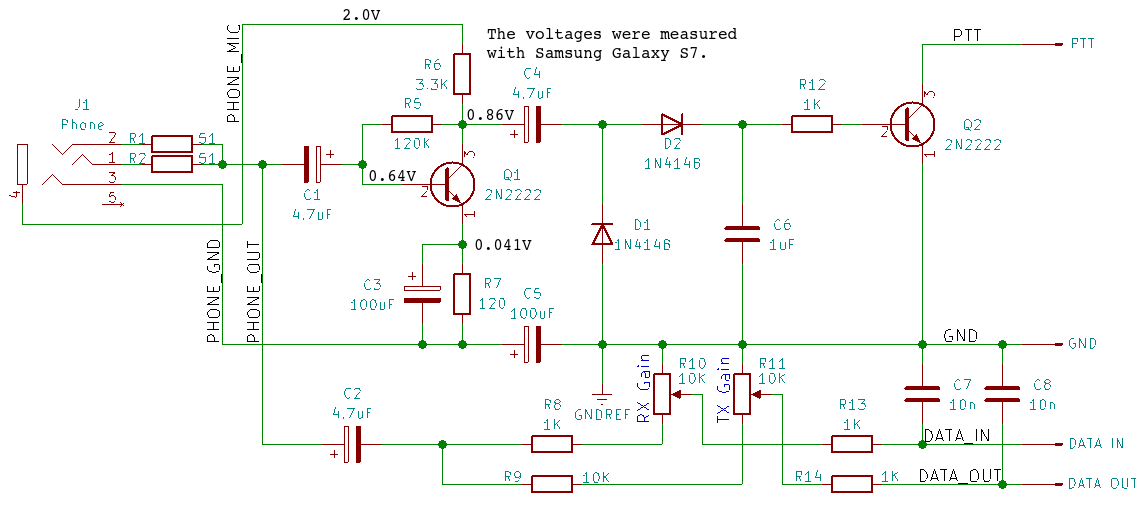 2.0V
The voltages were measured
with Samsung Galaxy S7.
PTT
PTT
PHONE_MIC
R6
3.3K
C4
4.7uF
R12
1K
3
J1
Phone
R5
120K
0.86V
+
2
Q2
2N2222
2
R1
51
D2
1N4148
1
R2
51
+
3
1
3
C1
4.7uF
0.64V
2
Q1
2N2222
4
5
1
D1
1N4148
C6
1uF
0.041V
PHONE_GND
PHONE_OUT
+
C3
100uF
R7
120
C5
100uF
+
GND
GND
RX Gain
R10
10K
TX Gain
R11
10K
C7
10n
C8
10n
GNDREF
C2
4.7uF
+
R8
1K
R13
1K
DATA_IN
DATA IN
R9
10K
R14
1K
DATA_OUT
DATA OUT